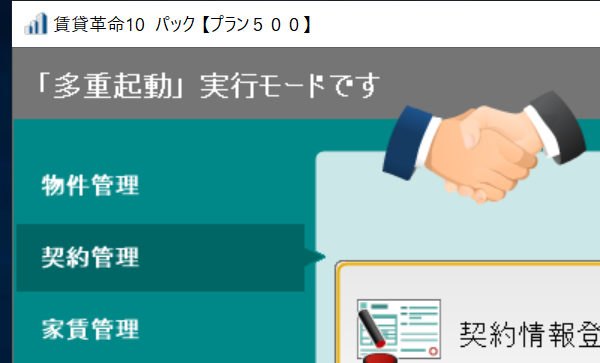 賃貸革命10 パック【プラン５００】
「多重起動」実行モードです
物件管理
契約管理
家賃管理
契約情報登